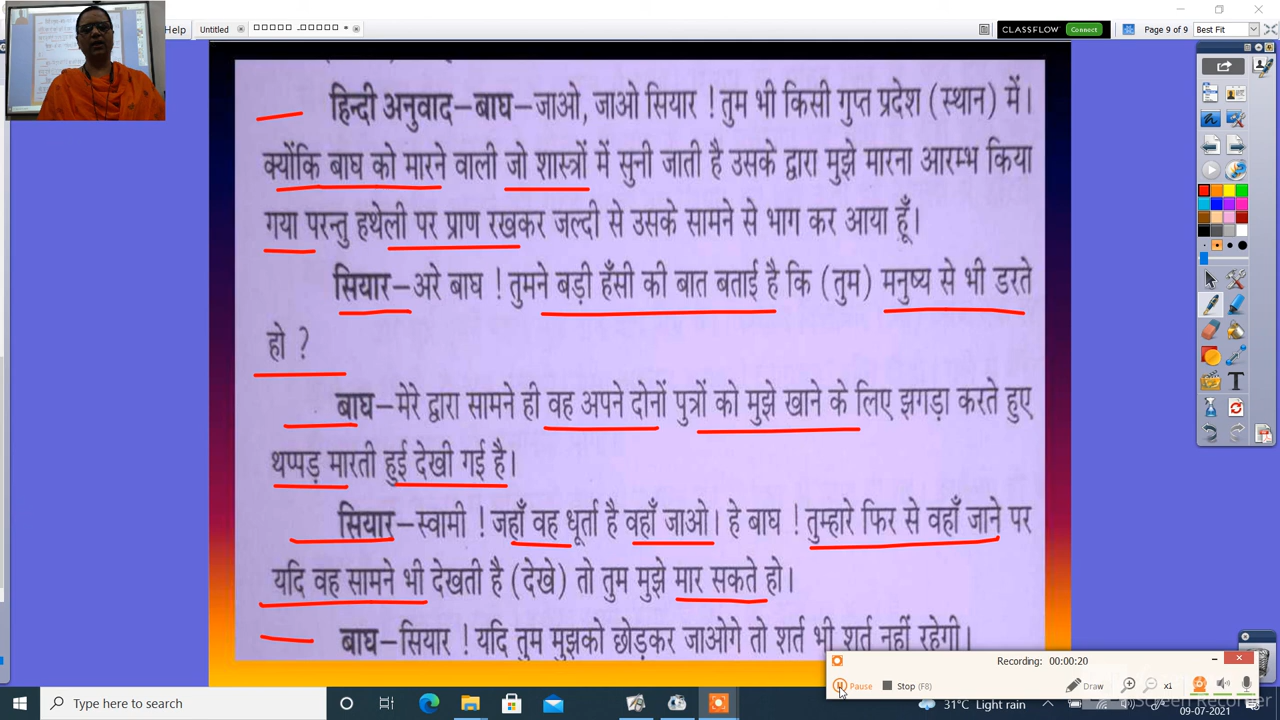 Help
Untitled
CLASSFLOW Connect
Page 9 of 9
Best Fit
हिन्दी अनुवाद–बाघ–जाओ, जाओ सियार ! तुम भी किसी गुप्त प्रदेश (स्थान) में।
क्योंकि बाघ को मारने वाली जो शास्त्रों में सुनी जाती है उसके द्वारा मुझे मारना आरम्भ किया
गया परन्तु हथेली पर प्राण रखकर जल्दी से उसके सामने से भाग कर आया हूँ।
सियार–अरे बाघ ! तुमने बड़ी हँसी की बात बताई है कि (तुम) मनुष्य से भी डरते
हो ?
बाघ–मेरे द्वारा सामने ही वह अपने दोनों पुत्रों को मुझे खाने के लिए झगड़ा करते हुए
थप्पड़ मारती हुई देखी गई है।
सियार–स्वामी ! जहाँ वह धूर्ता है वहाँ जाओ। हे बाघ ! तुम्हारे फिर से वहाँ जाने पर
यदि वह सामने भी देखती है (देखे) तो तुम मुझे मार सकते हो।
बाघ–सियार ! यदि तुम मुझको छोड़कर जाओगे तो शर्त भी शर्त नहीं रहेगी।
Recording: 00:00:20
Pause
Stop (F8)
Draw
x1
Type here to search
31°C Light rain
09-07-2021